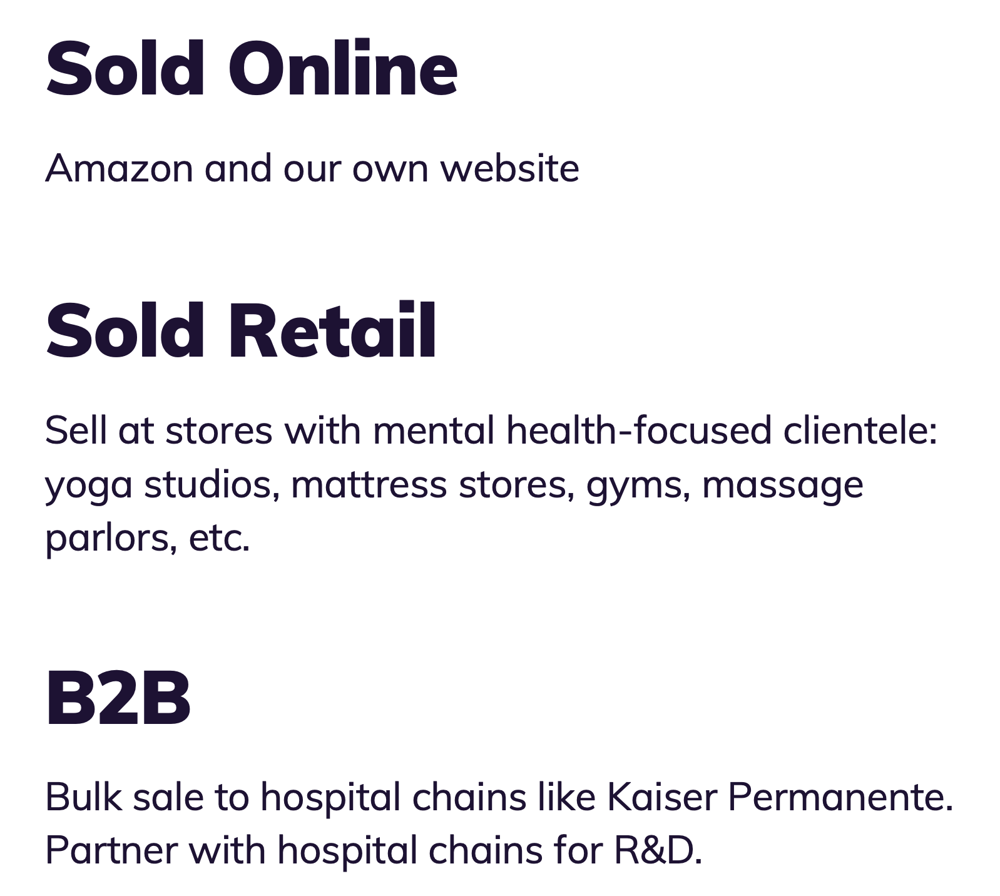 Sold Online
Amazon and our own website
Sold Retail
Sell at stores with mental health-focused clientele:
yoga studios, mattress stores, gyms, massage
parlors, etc.
B2B
Bulk sale to hospital chains like Kaiser Permanente.
Partner with hospital chains for R&D.